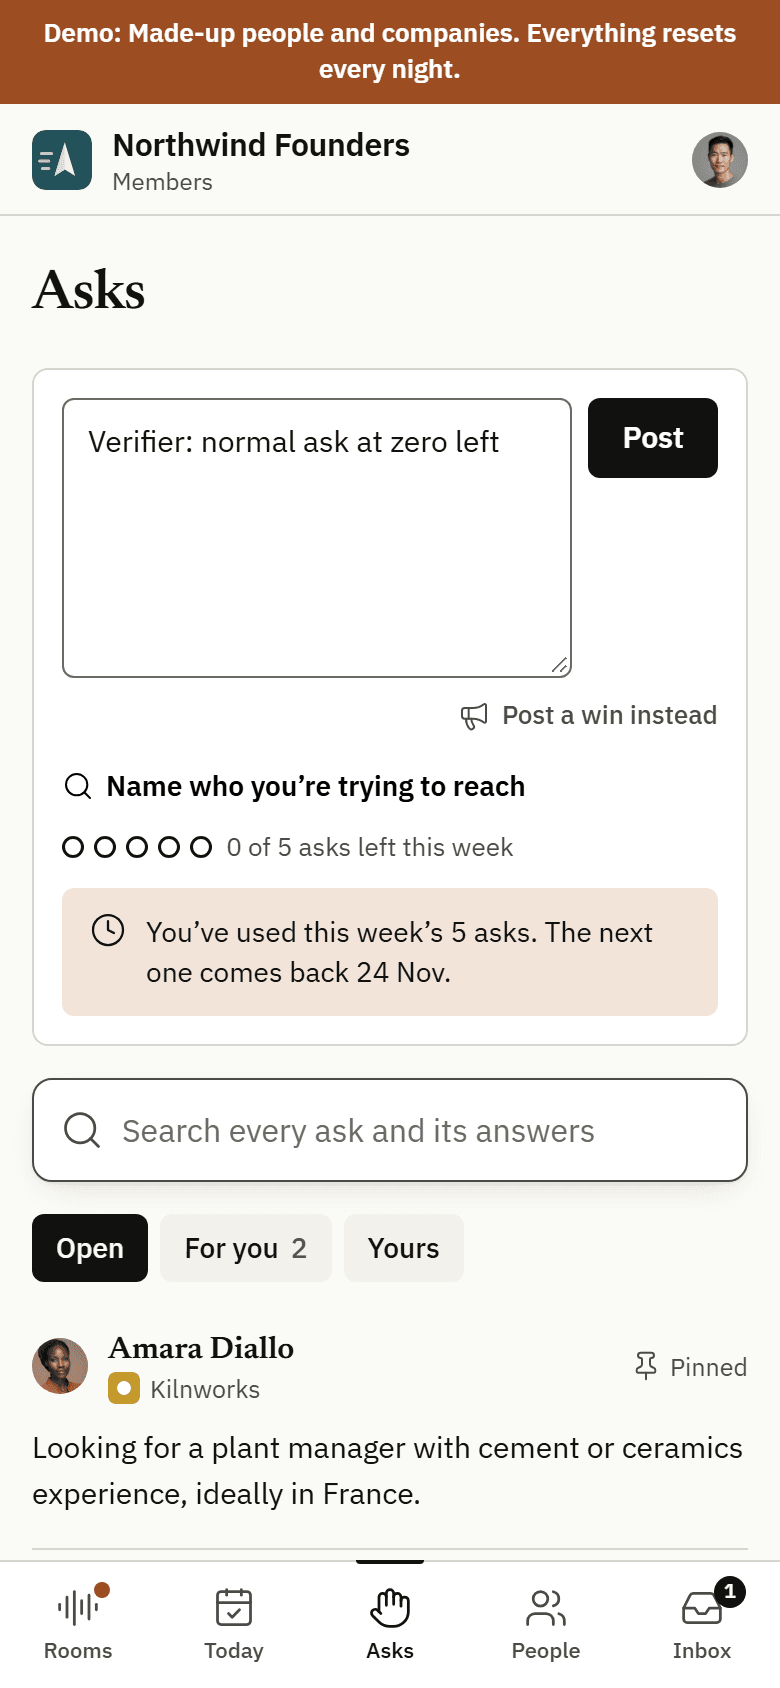 Demo: Made-up people and companies. Everything resets
every night.
Northwind Founders
Members
Asks
Verifier: normal ask at zero left
Post
Post a win instead
Name who you’re trying to reach
0 of 5 asks left this week
You’ve used this week’s 5 asks. The next
one comes back 24 Nov.
Search every ask and its answers
Open
For you 2
Yours
Amara Diallo
Kilnworks
Pinned
Looking for a plant manager with cement or ceramics
experience, ideally in France.
Rooms
Today
Asks
People
1
Inbox